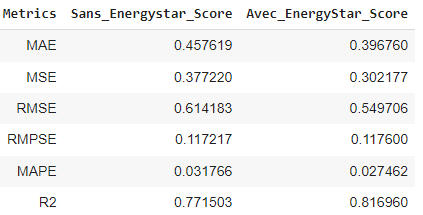 Metrics Sans_Energystar_Score Avec_EnergyStar_Score
MAE 0.457619 0.396760
MSE 0.377220 0.302177
RMSE 0.614183 0.549706
RMPSE 0.117217 0.117600
MAPE 0.031766 0.027462
R2 0.771503 0.816960